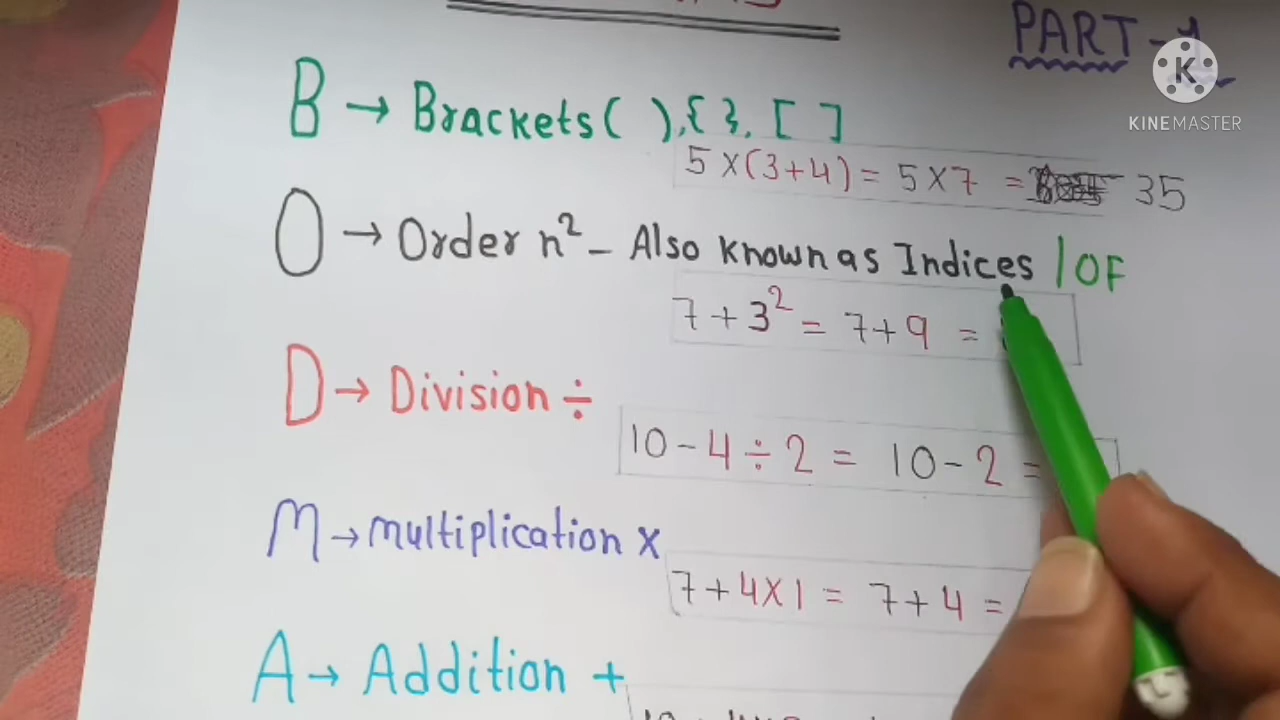 PART-1
KINEMASTER
B → Brackets ( ), { }, [ ]
5 × (3+4) = 5 × 7 = 35
O → Order n² - Also known as Indices / OF
7 + 3² = 7 + 9 =
D → Division ÷
10 - 4 ÷ 2 = 10 - 2 =
M → multiplication ×
7 + 4 × 1 = 7 + 4 =
A → Addition +